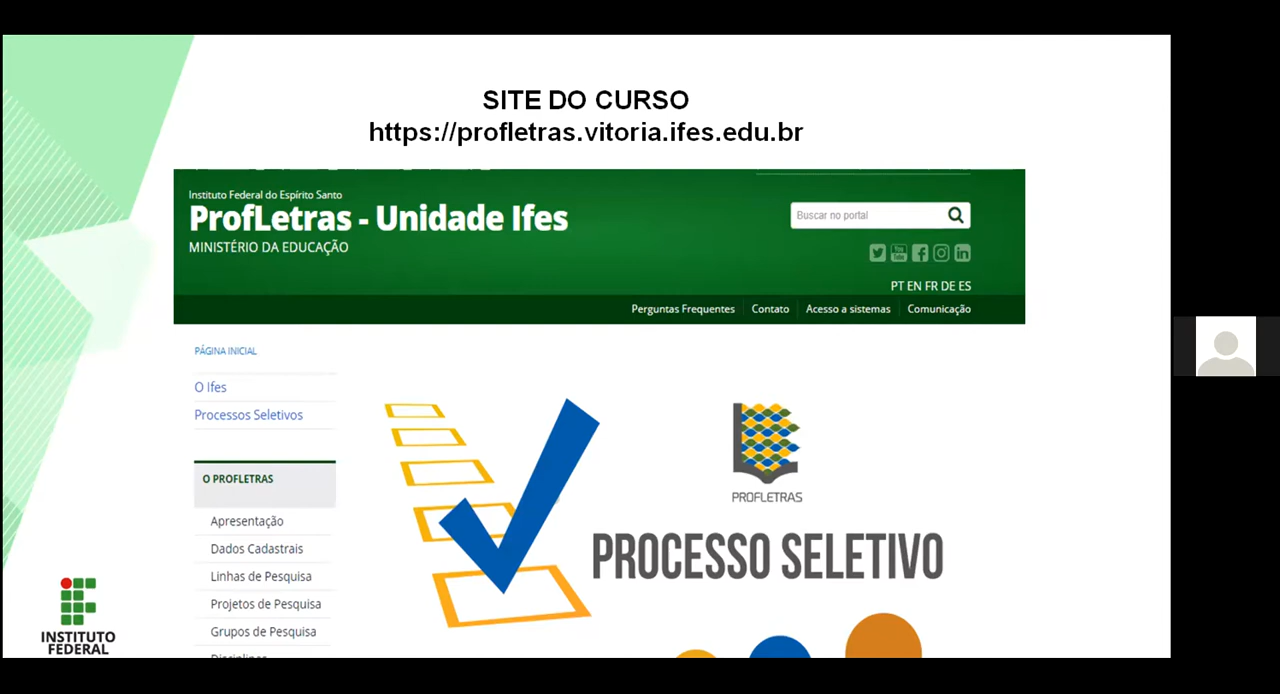 SITE DO CURSO
https://profletras.vitoria.ifes.edu.br
Instituto Federal do Espírito Santo
ProfLetras - Unidade Ifes
MINISTÉRIO DA EDUCAÇÃO
Buscar no portal
You
Tube
PT EN FR DE ES
Perguntas Frequentes
Contato
Acesso a sistemas
Comunicação
PÁGINA INICIAL
O Ifes
Processos Seletivos
O PROFLETRAS
Apresentação
Dados Cadastrais
Linhas de Pesquisa
Projetos de Pesquisa
Grupos de Pesquisa
PROFLETRAS
PROCESSO SELETIVO
INSTITUTO
FEDERAL